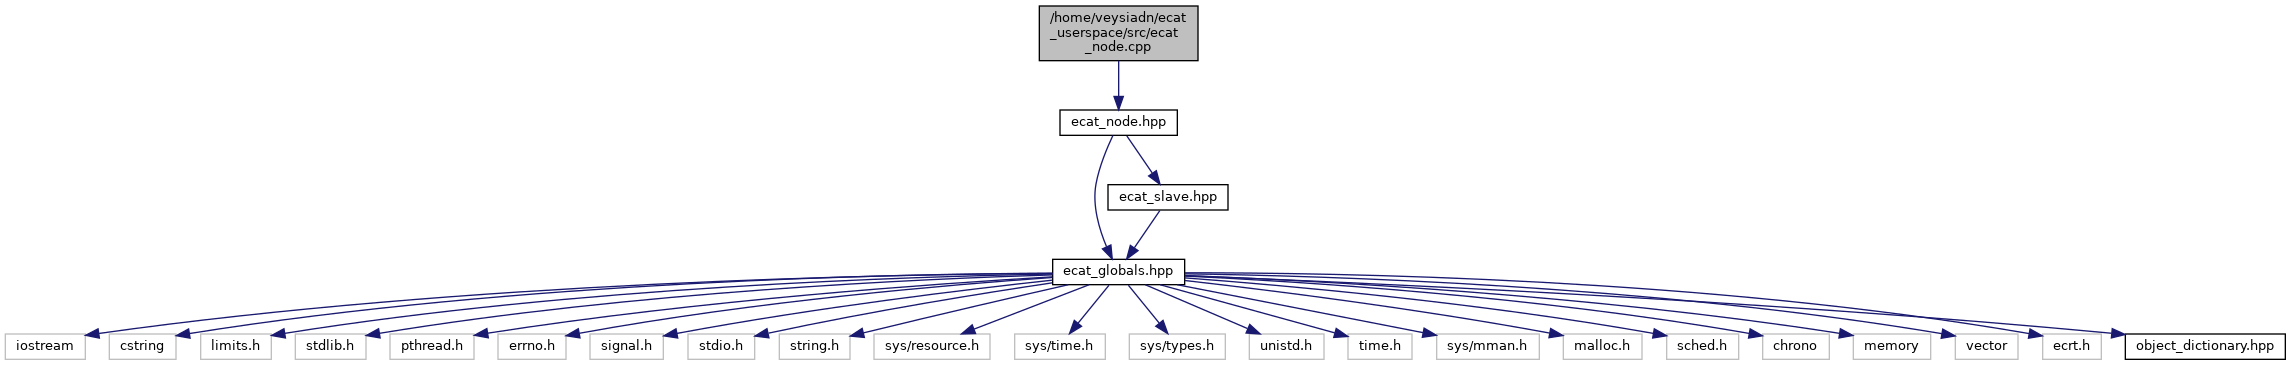 /home/veysiadn/ecat
_userspace/src/ecat
_node.cpp
ecat_node.hpp
ecat_slave.hpp
ecat_globals.hpp
iostream
cstring
limits.h
stdlib.h
pthread.h
errno.h
signal.h
stdio.h
string.h
sys/resource.h
sys/time.h
sys/types.h
unistd.h
time.h
sys/mman.h
malloc.h
sched.h
chrono
memory
vector
ecrt.h
object_dictionary.hpp